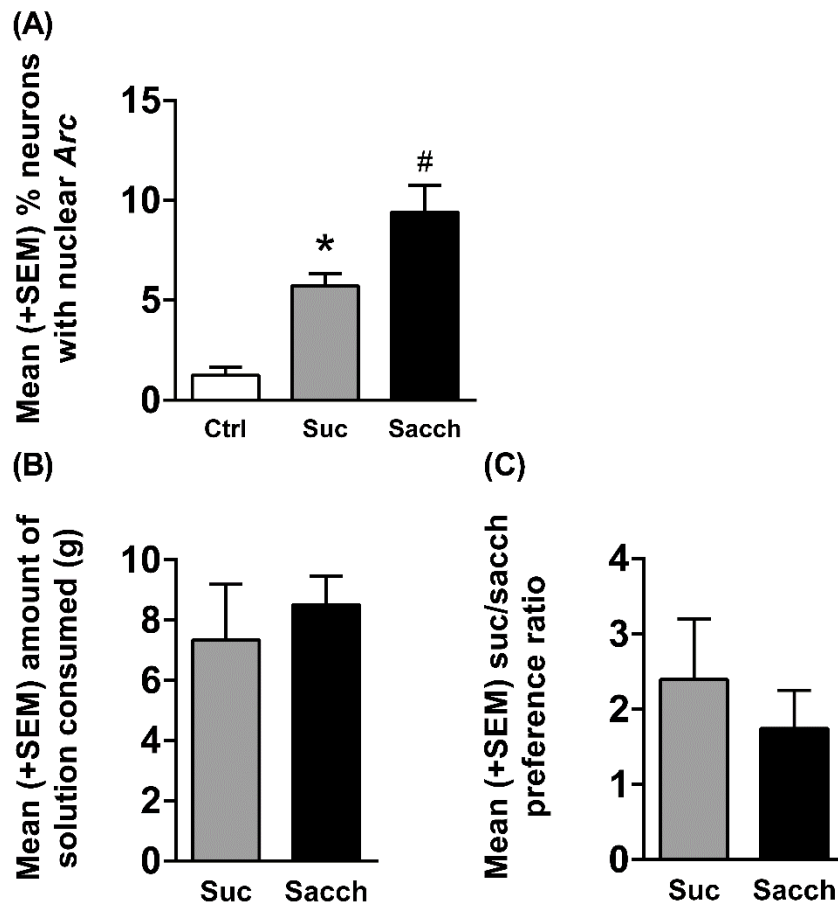 (A)
Mean (+SEM) % neurons
with nuclear Arc
15
10
5
0
*
#
Ctrl Suc Sacch
(B)
Mean (+SEM) amount of
solution consumed (g)
10
8
6
4
2
0
Suc Sacch
(C)
Mean (+SEM) suc/sacch
preference ratio
4
3
2
1
0
Suc Sacch